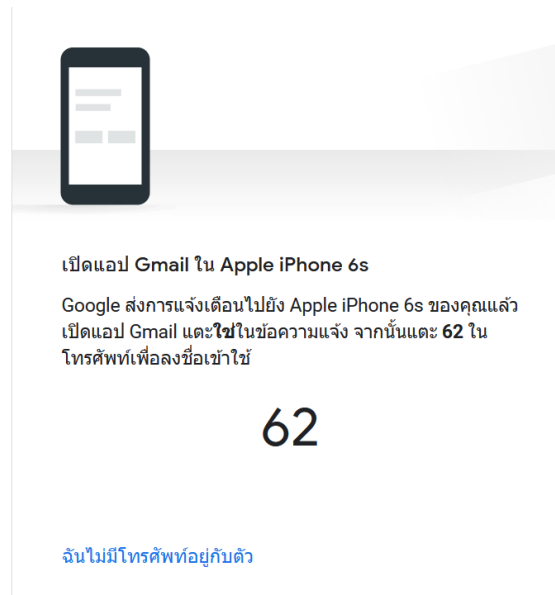 เปิดแอป Gmail ใน Apple iPhone 6s
Google ส่งการแจ้งเตือนไปยัง Apple iPhone 6s ของคุณแล้ว
เปิดแอป Gmail แตะใช่ในข้อความแจ้ง จากนั้นแตะ 62 ใน
โทรศัพท์เพื่อลงชื่อเข้าใช้
62
ฉันไม่มีโทรศัพท์อยู่กับตัว